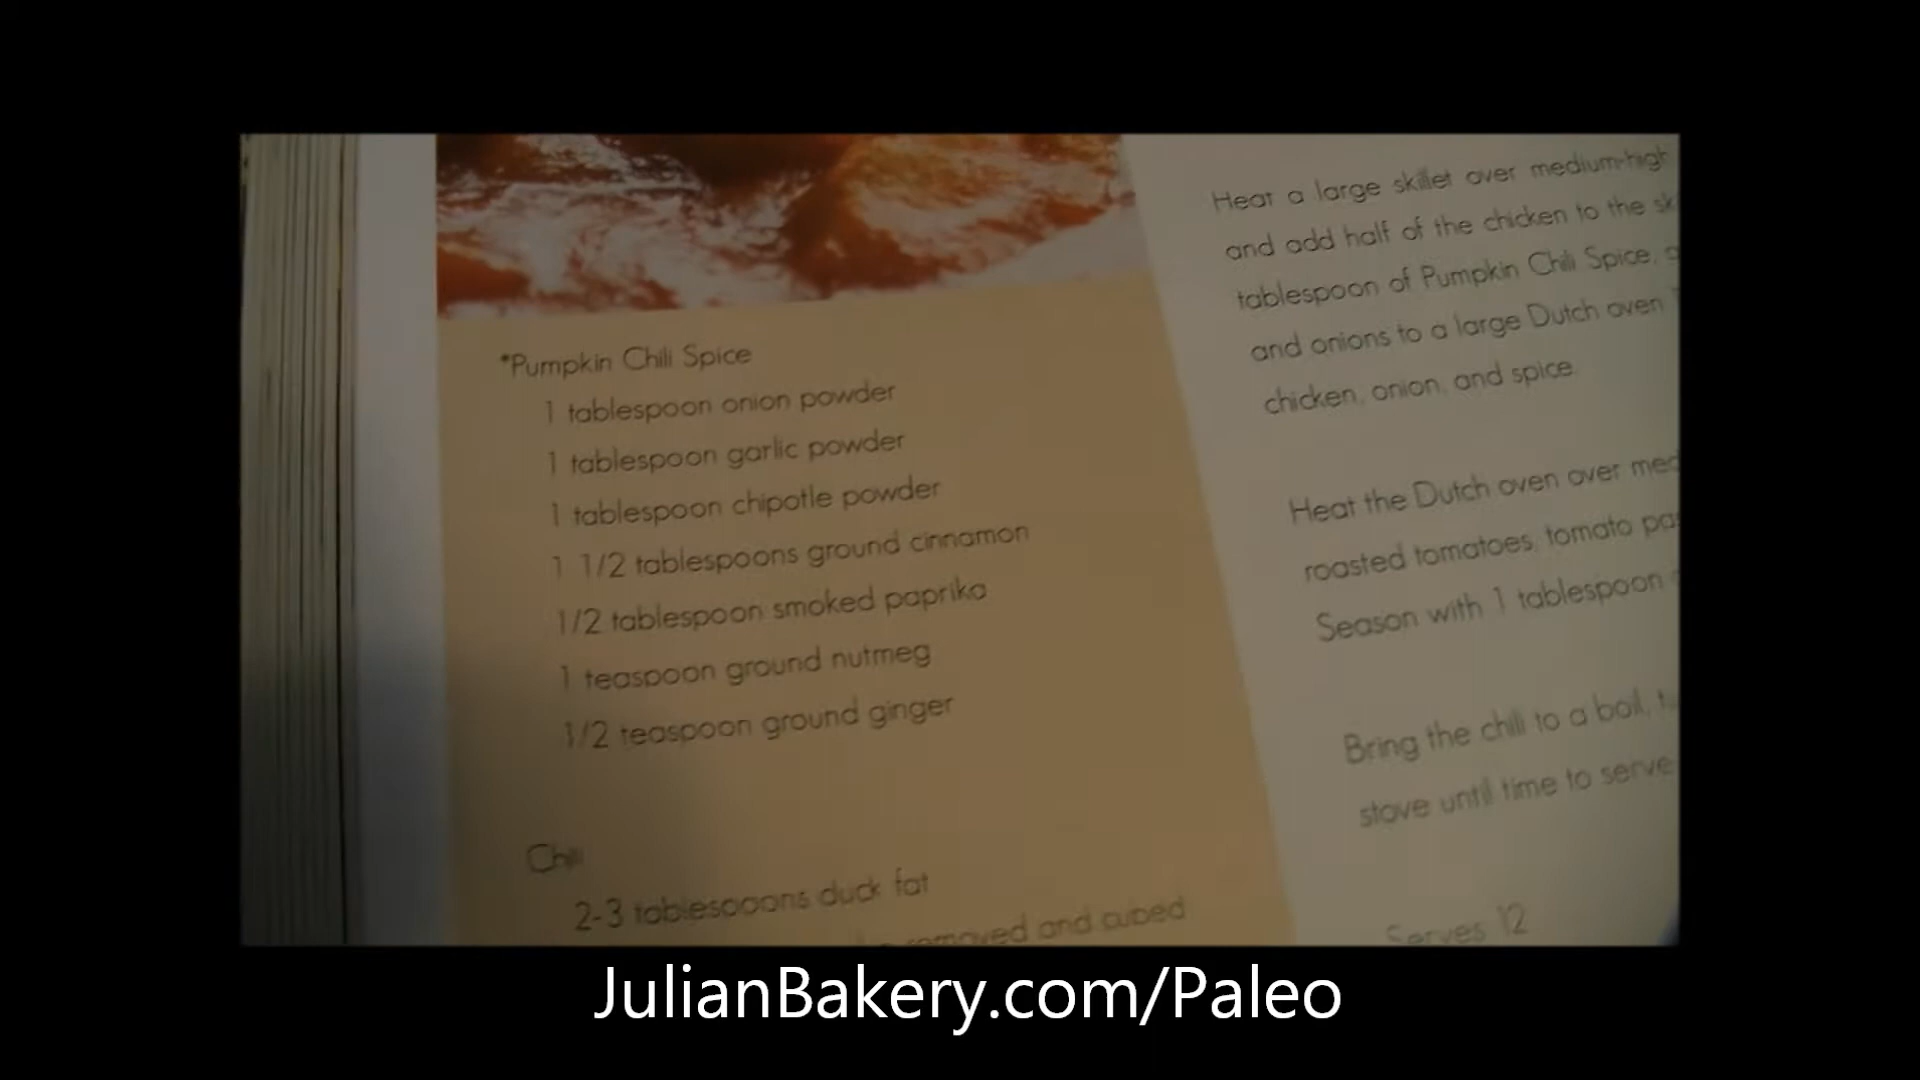 *Pumpkin Chili Spice
1 tablespoon onion powder
1 tablespoon garlic powder
1 tablespoon chipotle powder
1 1/2 tablespoons ground cinnamon
1/2 tablespoon smoked paprika
1 teaspoon ground nutmeg
1/2 teaspoon ground ginger
Chili
2-3 tablespoons duck fat
removed and cubed
Heat a large skillet over medium-high
and add half of the chicken to the
tablespoon of Pumpkin Chili Spice,
and onions to a large Dutch oven
chicken, onion, and spice.
Heat the Dutch oven over
roasted tomatoes, tomato
Season with 1 tablespoon
Bring the chili to a boil,
stove until time to serve
Serves 12
JulianBakery.com/Paleo